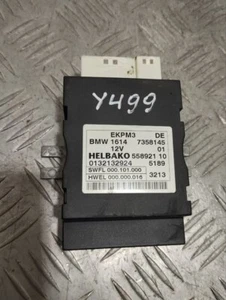 Y499
EKPM3 DE
BMW 1614 7358145
12V 01
HELBAKO 558921 10
0132132924 5189
SWFL 000.101.000
HWEL 000.000.016 3213